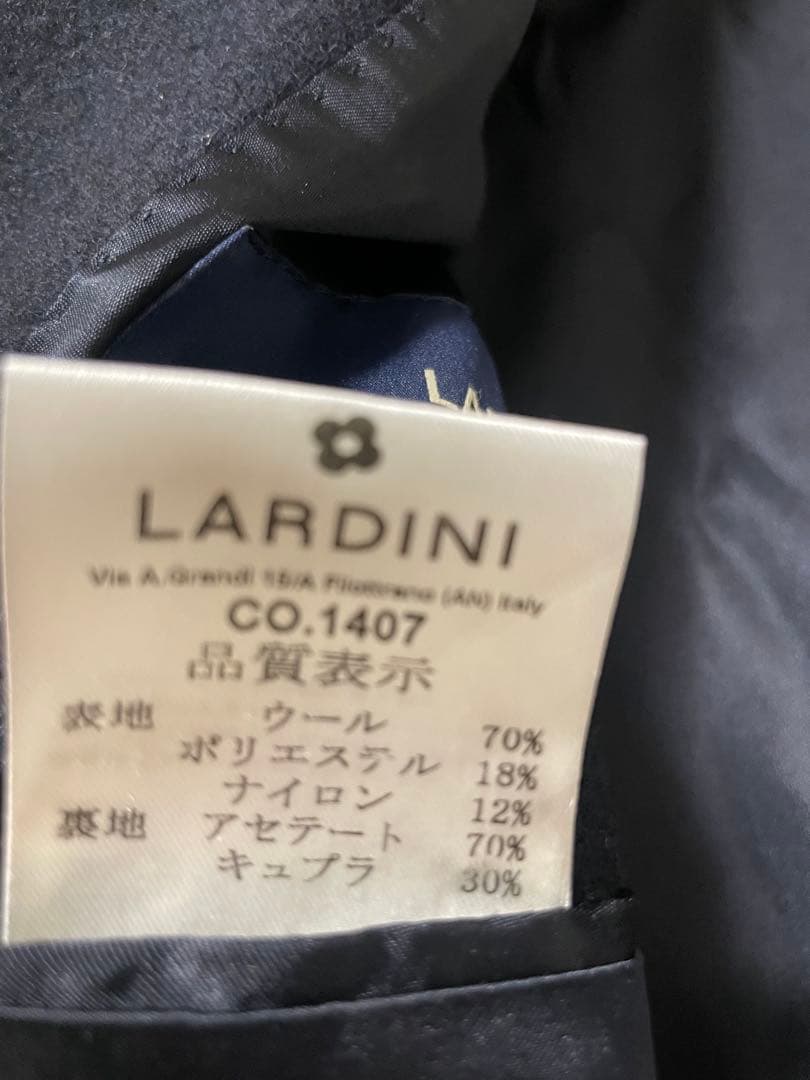 LA
LARDINI
Via A.Grandi 15/A Filottrano (AN) Italy
CO.1407
品質表示
表地 ウール 70%
ポリエステル 18%
ナイロン 12%
裏地 アセテート 70%
キュプラ 30%